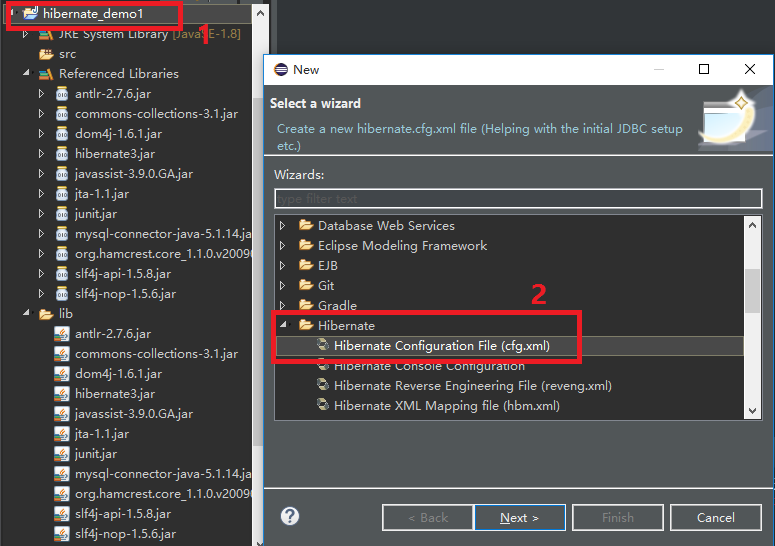 hibernate_demo1
1
JRE System Library [JavaSE-1.8]
src
Referenced Libraries
antlr-2.7.6.jar
commons-collections-3.1.jar
dom4j-1.6.1.jar
hibernate3.jar
javassist-3.9.0.GA.jar
jta-1.1.jar
junit.jar
mysql-connector-java-5.1.14.jar
org.hamcrest.core_1.1.0.v2009
slf4j-api-1.5.8.jar
slf4j-nop-1.5.6.jar
lib
antlr-2.7.6.jar
commons-collections-3.1.jar
dom4j-1.6.1.jar
hibernate3.jar
javassist-3.9.0.GA.jar
jta-1.1.jar
junit.jar
mysql-connector-java-5.1.14.ja
org.hamcrest.core_1.1.0.v2009
slf4j-api-1.5.8.jar
slf4j-nop-1.5.6.jar
New
Select a wizard
Create a new hibernate.cfg.xml file (Helping with the initial JDBC setup
etc.)
Wizards:
type filter text
Database Web Services
Eclipse Modeling Framework
EJB
Git
Gradle
2
Hibernate
Hibernate Configuration File (cfg.xml)
Hibernate Console Configuration
Hibernate Reverse Engineering File (reveng.xml)
Hibernate XML Mapping file (hbm.xml)
?
< Back
Next >
Finish
Cancel